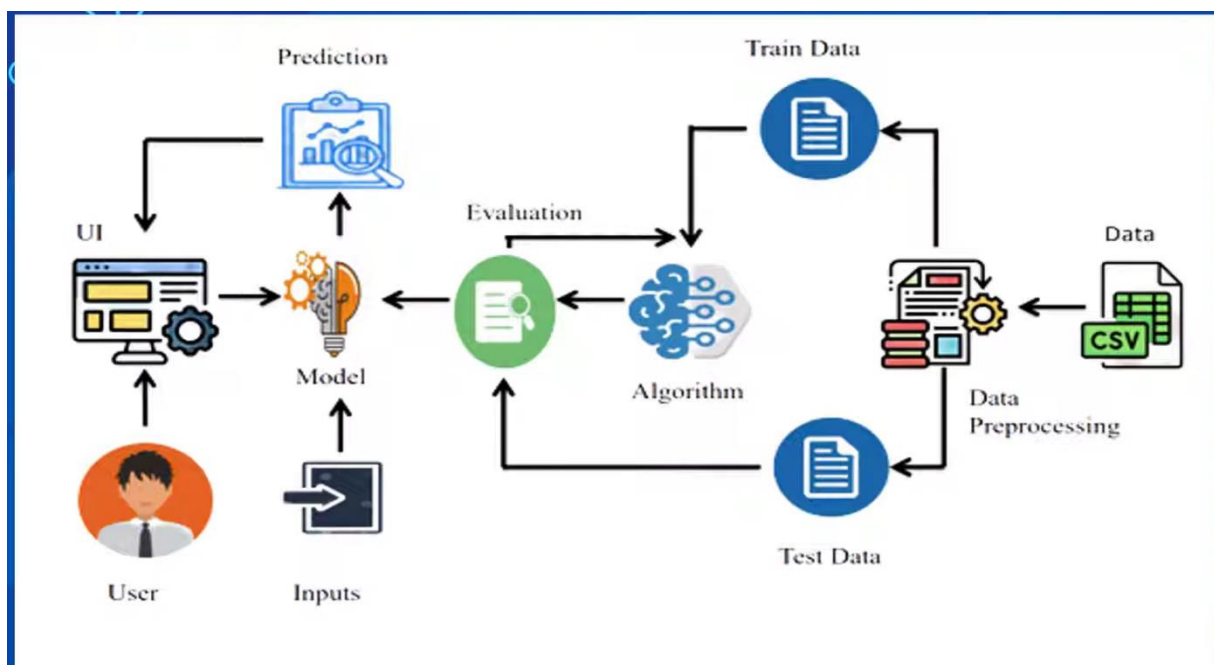 Train Data
Prediction
Evaluation
UI
Data
CSV
Model
Algorithm
Data
Preprocessing
Test Data
User
Inputs